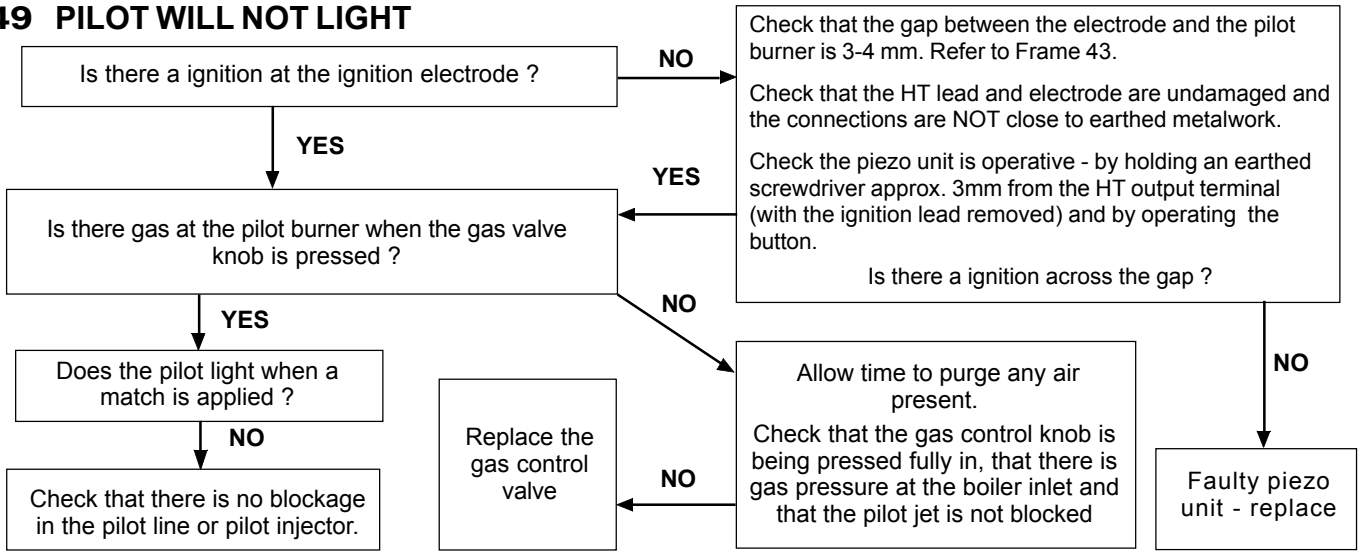 49 PILOT WILL NOT LIGHT
Is there a ignition at the ignition electrode ?
NO
Check that the gap between the electrode and the pilot
burner is 3-4 mm. Refer to Frame 43.
Check that the HT lead and electrode are undamaged and
the connections are NOT close to earthed metalwork.
Check the piezo unit is operative - by holding an earthed
screwdriver approx. 3mm from the HT output terminal
(with the ignition lead removed) and by operating the
button.
Is there a ignition across the gap ?
YES
YES
Is there gas at the pilot burner when the gas valve
knob is pressed ?
YES
NO
NO
Does the pilot light when a
match is applied ?
NO
Check that there is no blockage
in the pilot line or pilot injector.
Replace the
gas control
valve
NO
Allow time to purge any air
present.
Check that the gas control knob is
being pressed fully in, that there is
gas pressure at the boiler inlet and
that the pilot jet is not blocked
Faulty piezo
unit - replace